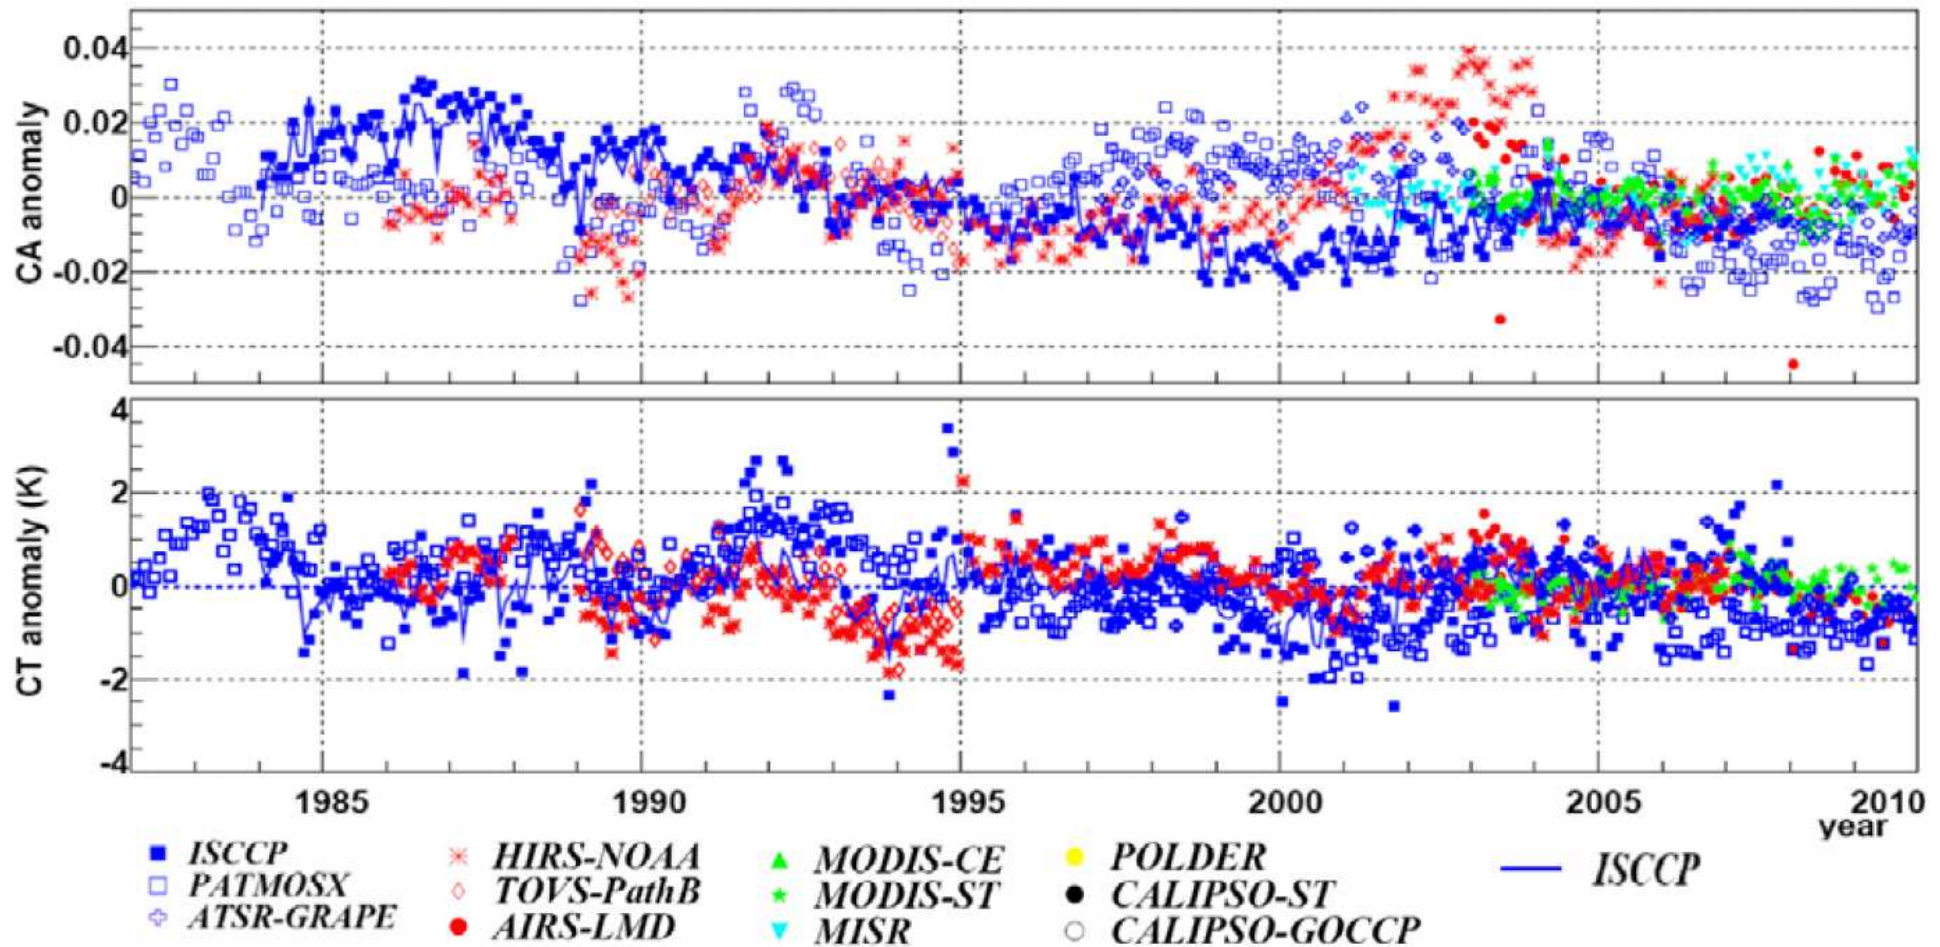 CA anomaly
0.04
0.02
0
-0.02
-0.04
CT anomaly (K)
4
2
0
-2
-4
1985 1990 1995 2000 2005 2010
year
ISCCP HIRS-NOAA MODIS-CE POLDER ISCCP
PATMOSX TOVS-PathB MODIS-ST CALIPSO-ST
ATSR-GRAPE AIRS-LMD MISR CALIPSO-GOCCP